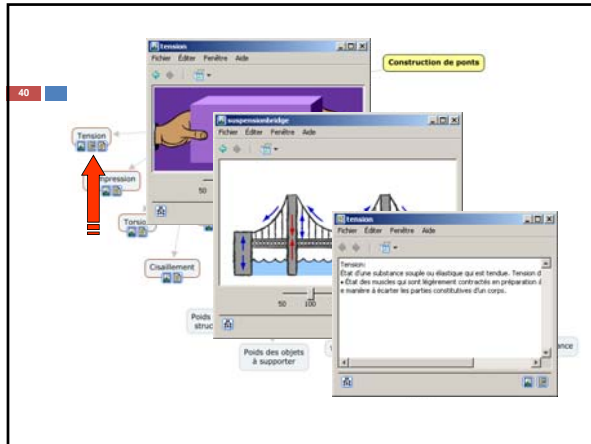 tension
Fichier Éditer Fenêtre Aide
Construction de ponts
40
Tension
suspensionbridge
Fichier Éditer Fenêtre Aide
50
mpression
Torsio
Cisaillement
tension
Fichier Éditer Fenêtre Aide
Tension:
État d'une substance souple ou élastique qui est tendue. Tension d
• État des muscles qui sont légèrement contractés en préparation à
e manière à écarter les parties constitutives d'un corps.
50 100
Poids
struc
Poids des objets
à supporter
ance